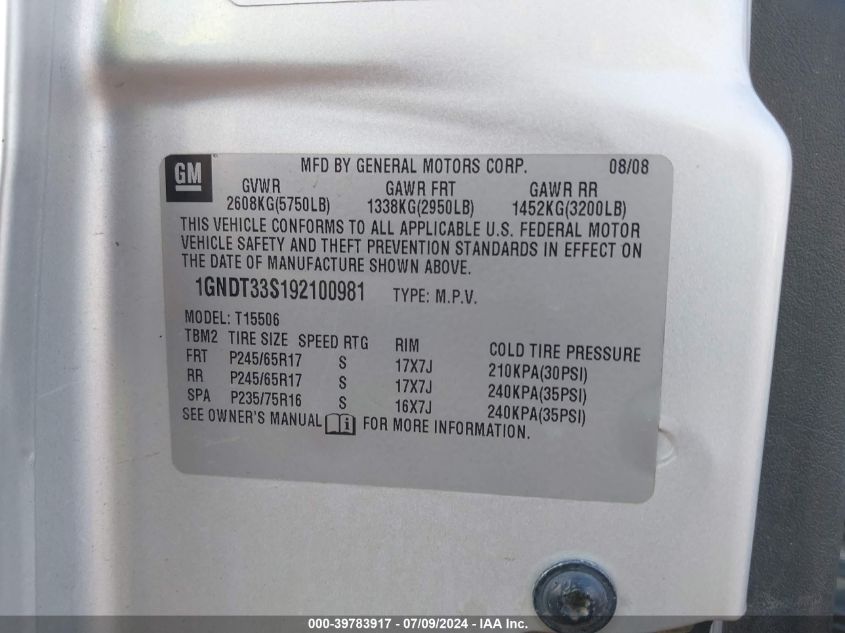 GM
MFD BY GENERAL MOTORS CORP. 08/08
GVWR GAWR FRT GAWR RR
2608KG(5750LB) 1338KG(2950LB) 1452KG(3200LB)
THIS VEHICLE CONFORMS TO ALL APPLICABLE U.S. FEDERAL MOTOR
VEHICLE SAFETY AND THEFT PREVENTION STANDARDS IN EFFECT ON
THE DATE OF MANUFACTURE SHOWN ABOVE.
1GNDT33S192100981 TYPE: M.P.V.
MODEL: T15506
TBM2 TIRE SIZE SPEED RTG RIM COLD TIRE PRESSURE
FRT P245/65R17 S 17X7J 210KPA(30PSI)
RR P245/65R17 S 17X7J 240KPA(35PSI)
SPA P235/75R16 S 16X7J 240KPA(35PSI)
SEE OWNER'S MANUAL i FOR MORE INFORMATION.
000-39783917 - 07/09/2024 - IAA Inc.